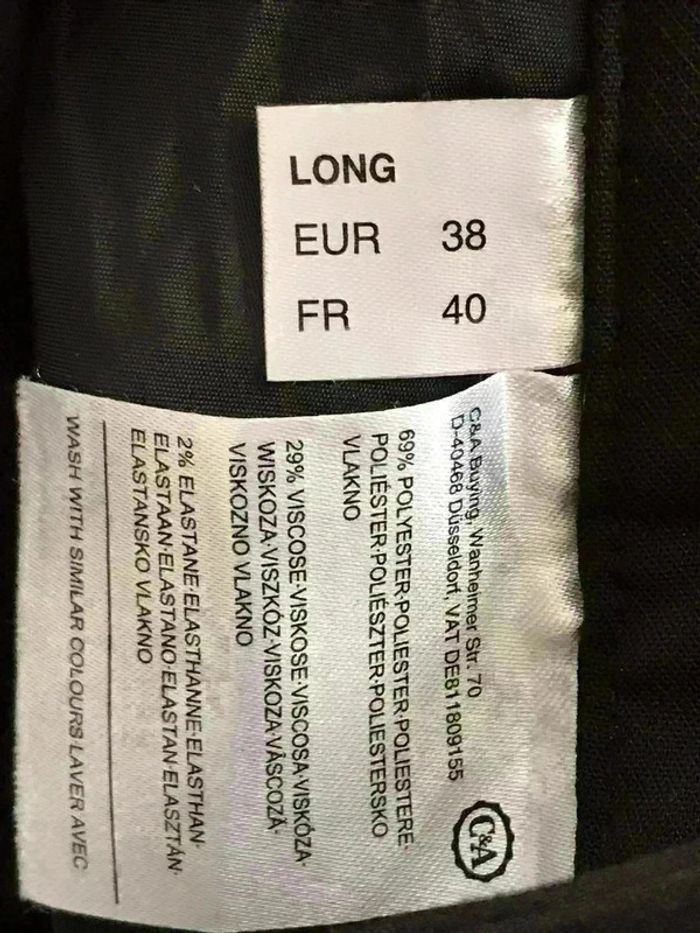 LONG
EUR 38
FR 40
C&A
C&A Buying, Wanheimer Str. 70
D-40468 Düsseldorf, VAT DE811809155
69% POLYESTER·POLIESTER·POLIESTERE·
POLIÉSTER·POLIÉSZTER·POLIESTERSKO
VLAKNO
29% VISCOSE·VISKOSE·VISCOSA·VISKÓZA·
WISKOZA·VISZKÓZ·VISKOZA·VÂSCOZĂ·
VISKOZNO VLAKNO
2% ELASTANE·ELASTHANNE·ELASTHAN·
ELASTAAN·ELASTANO·ELASTAN·ELASZTÁN·
ELASTANSKO VLAKNO
WASH WITH SIMILAR COLOURS LAVER AVEC